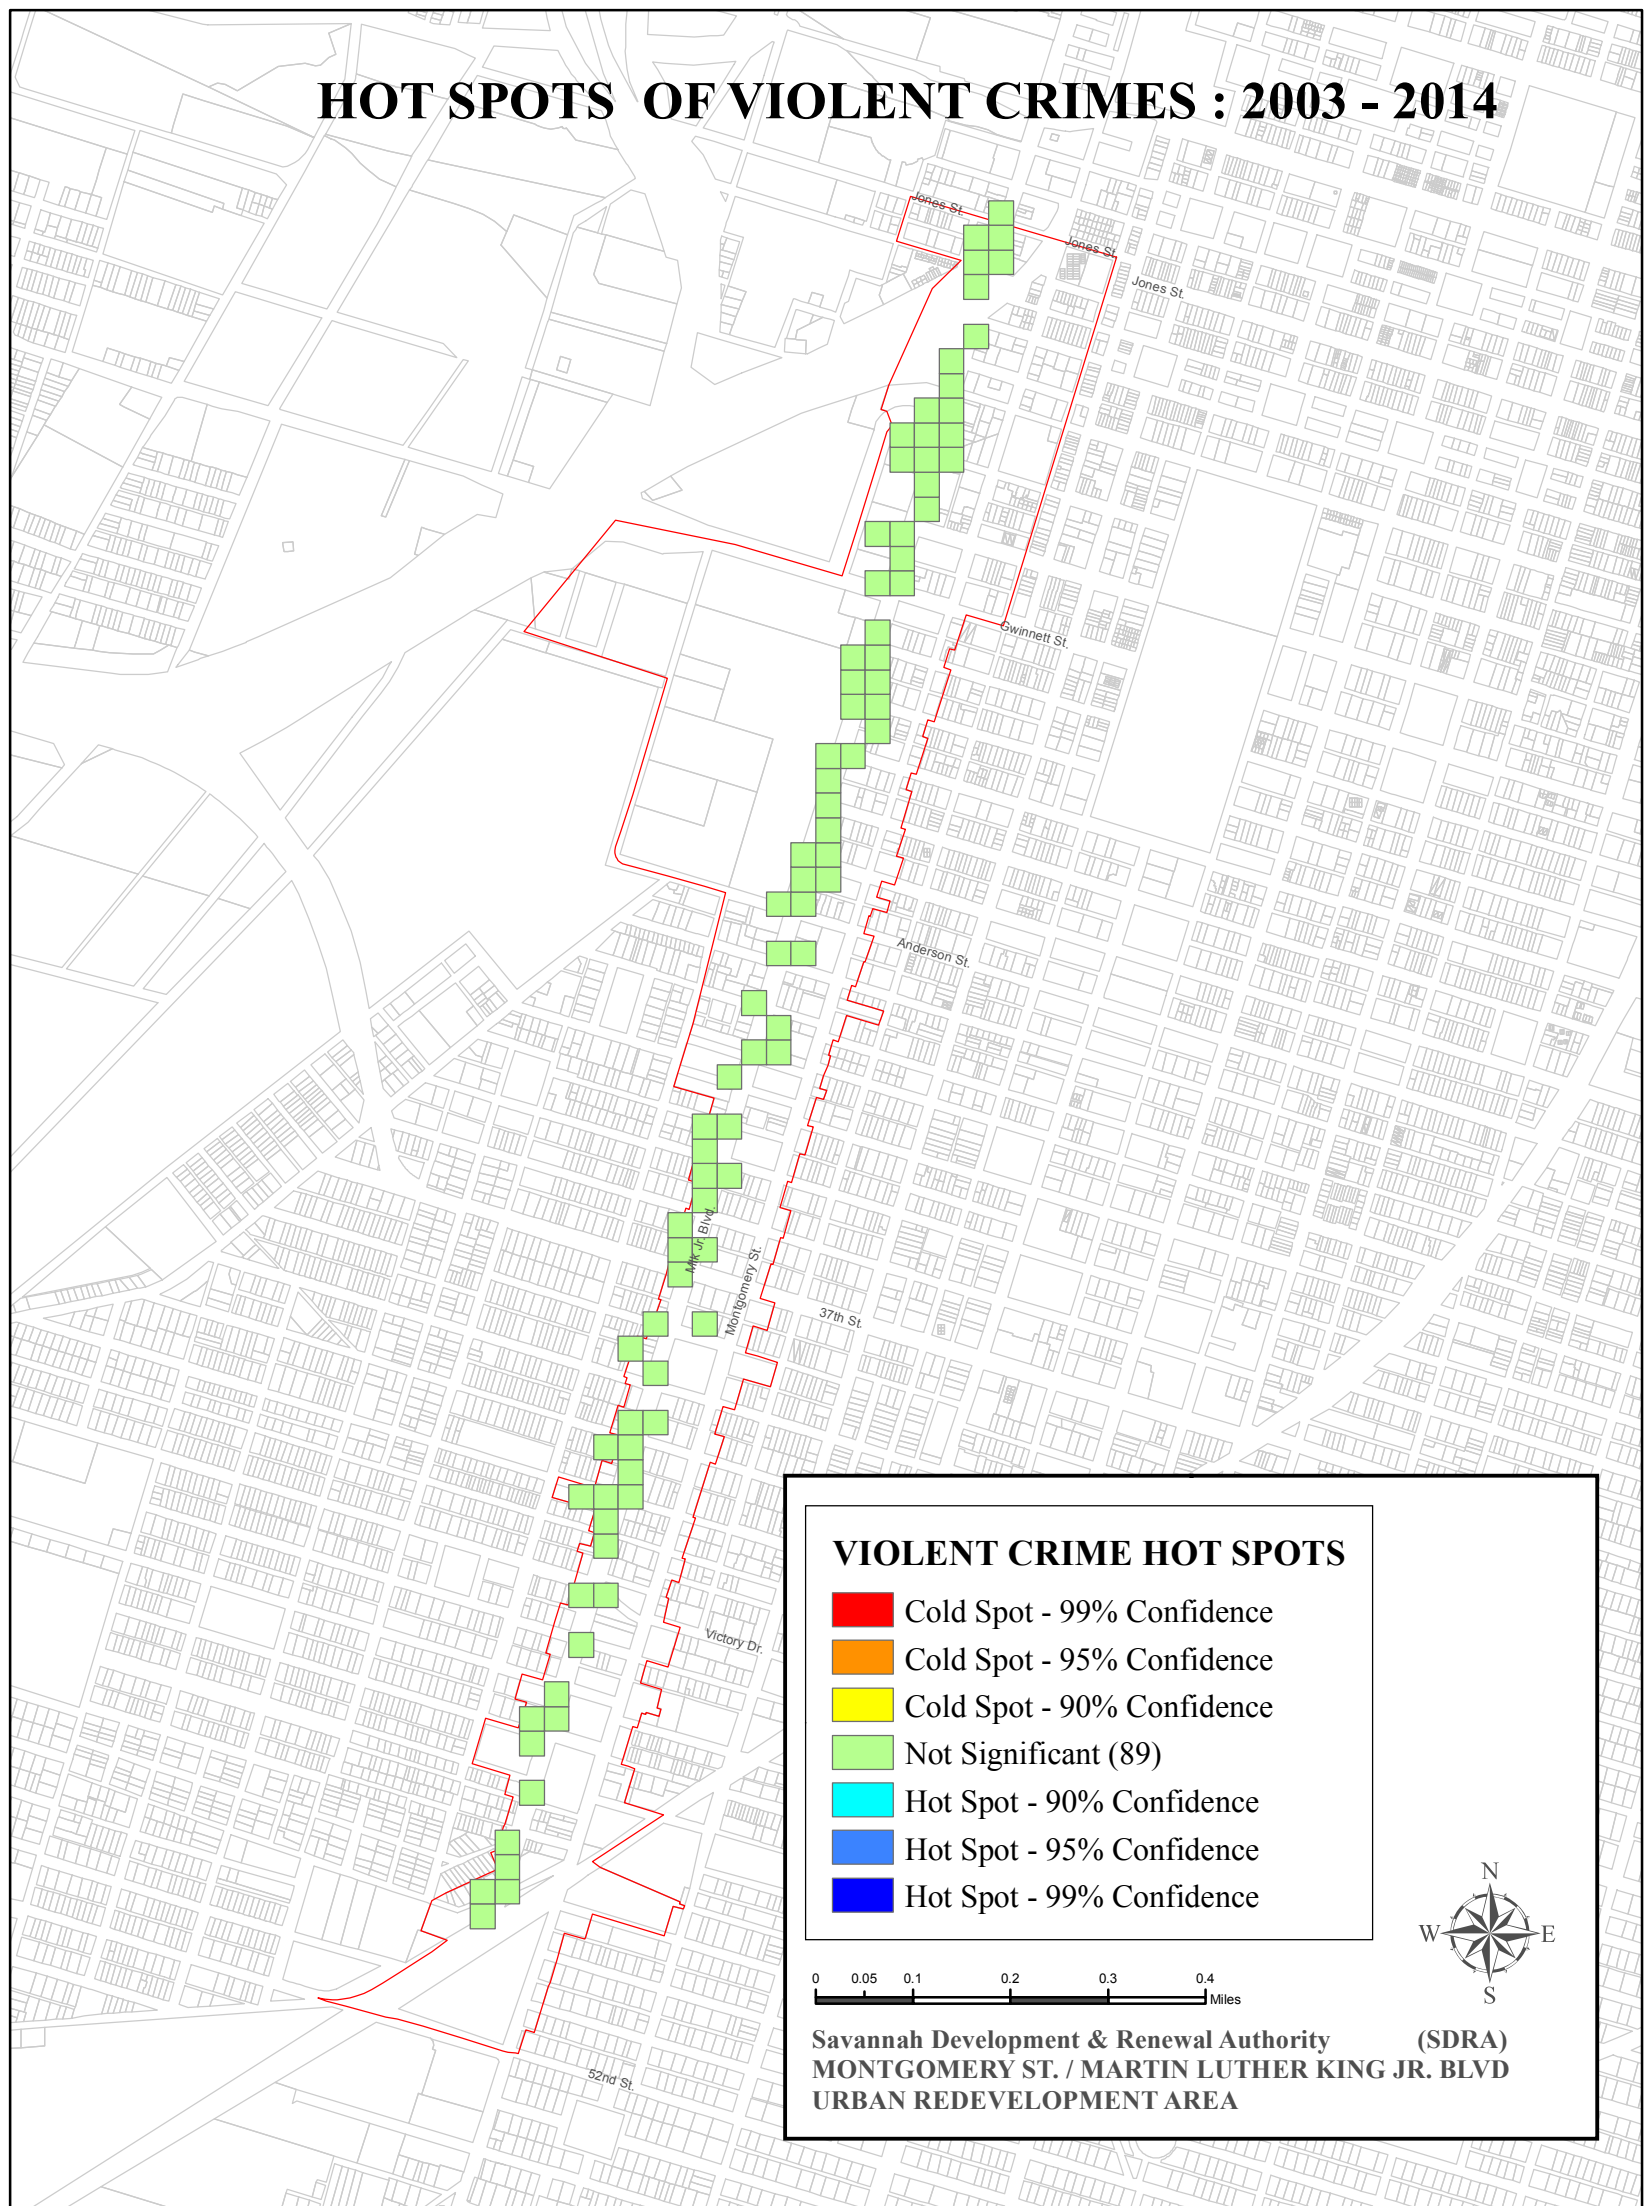 HOT SPOTS OF VIOLENT CRIMES : 2003 - 2014
Jones St.
Jones St.
Jones St.
Gwinnett St.
Anderson St.
Mlk Jr. Blvd.
Montgomery St.
37th St.
Victory Dr.
52nd St.
VIOLENT CRIME HOT SPOTS
Cold Spot - 99% Confidence
Cold Spot - 95% Confidence
Cold Spot - 90% Confidence
Not Significant (89)
Hot Spot - 90% Confidence
Hot Spot - 95% Confidence
Hot Spot - 99% Confidence
N
W E
S
0 0.05 0.1 0.2 0.3 0.4
Miles
Savannah Development & Renewal Authority (SDRA)
MONTGOMERY ST. / MARTIN LUTHER KING JR. BLVD
URBAN REDEVELOPMENT AREA